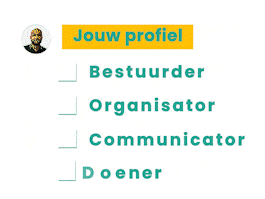 Jouw profiel
Bestuurder
Organisator
Communicator
Doener